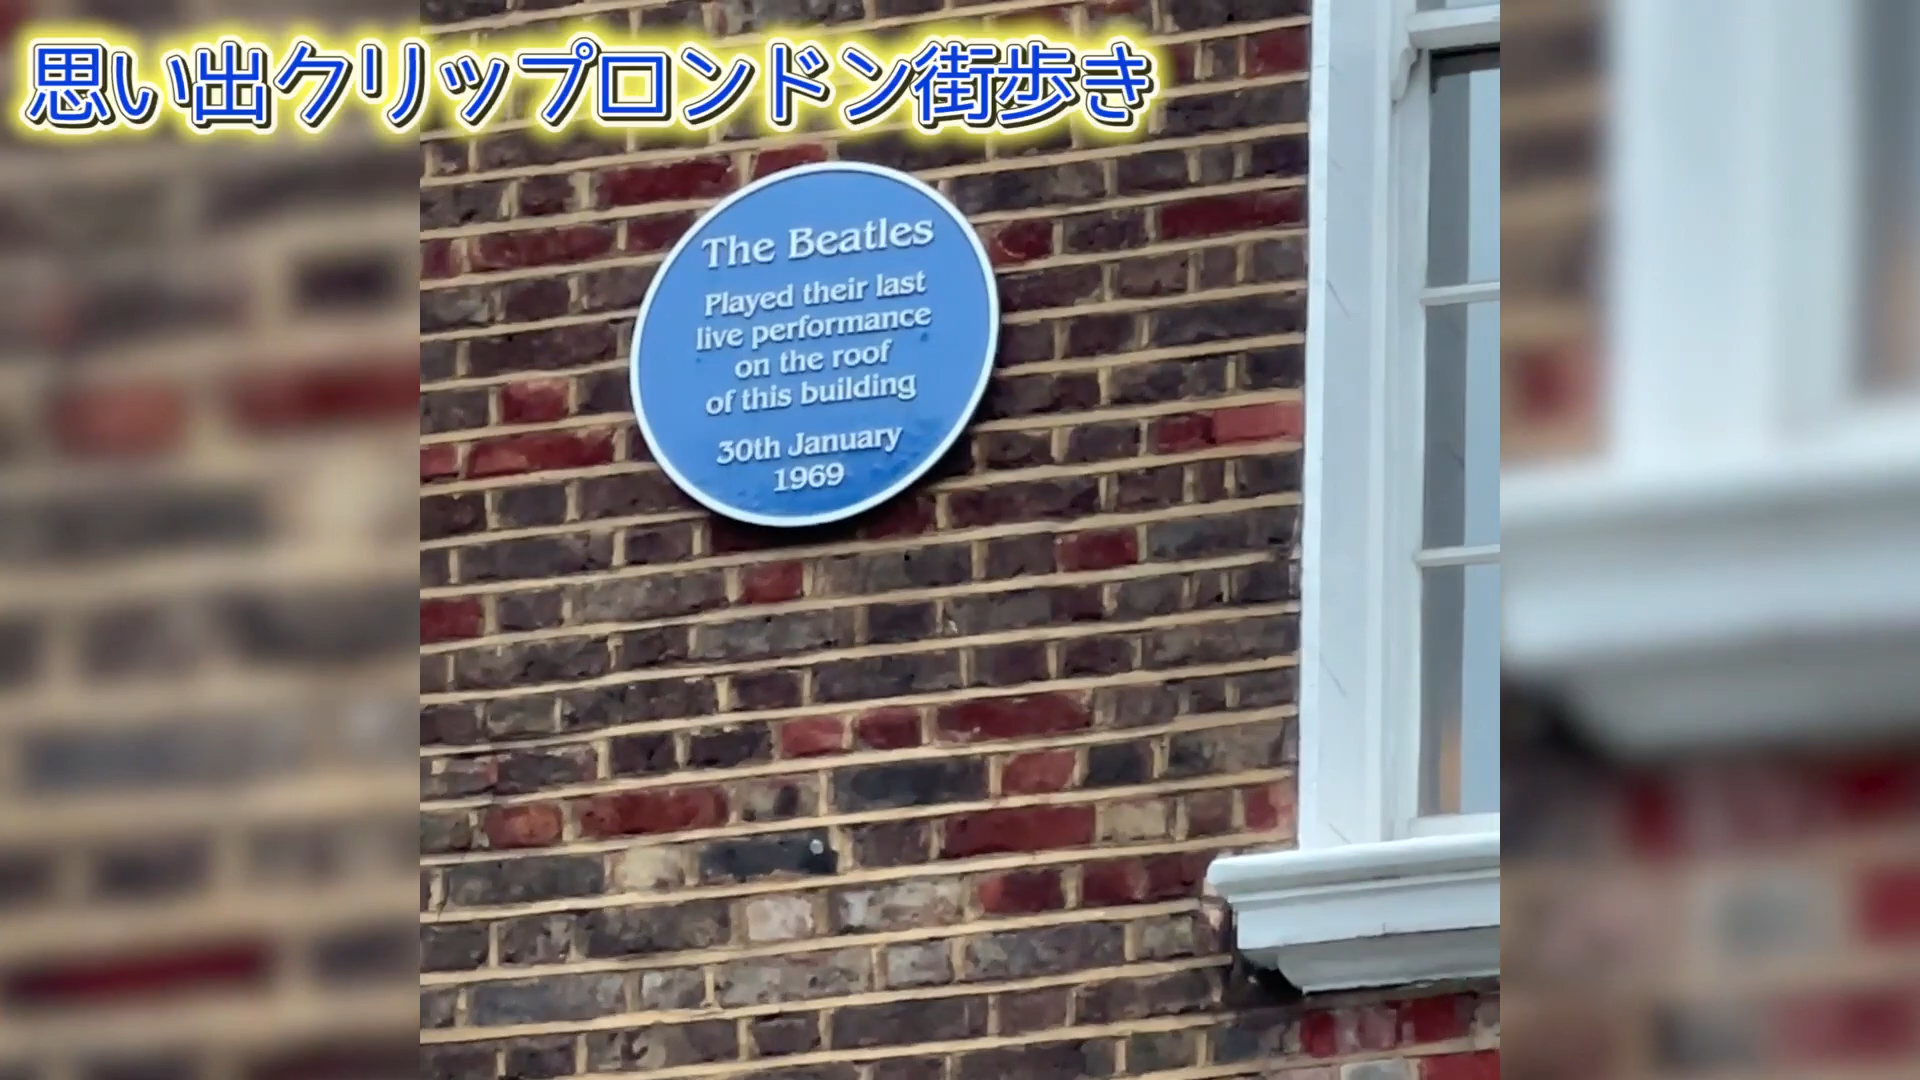 思い出クリップロンドン街歩き
The Beatles
Played their last
live performance
on the roof
of this building
30th January
1969